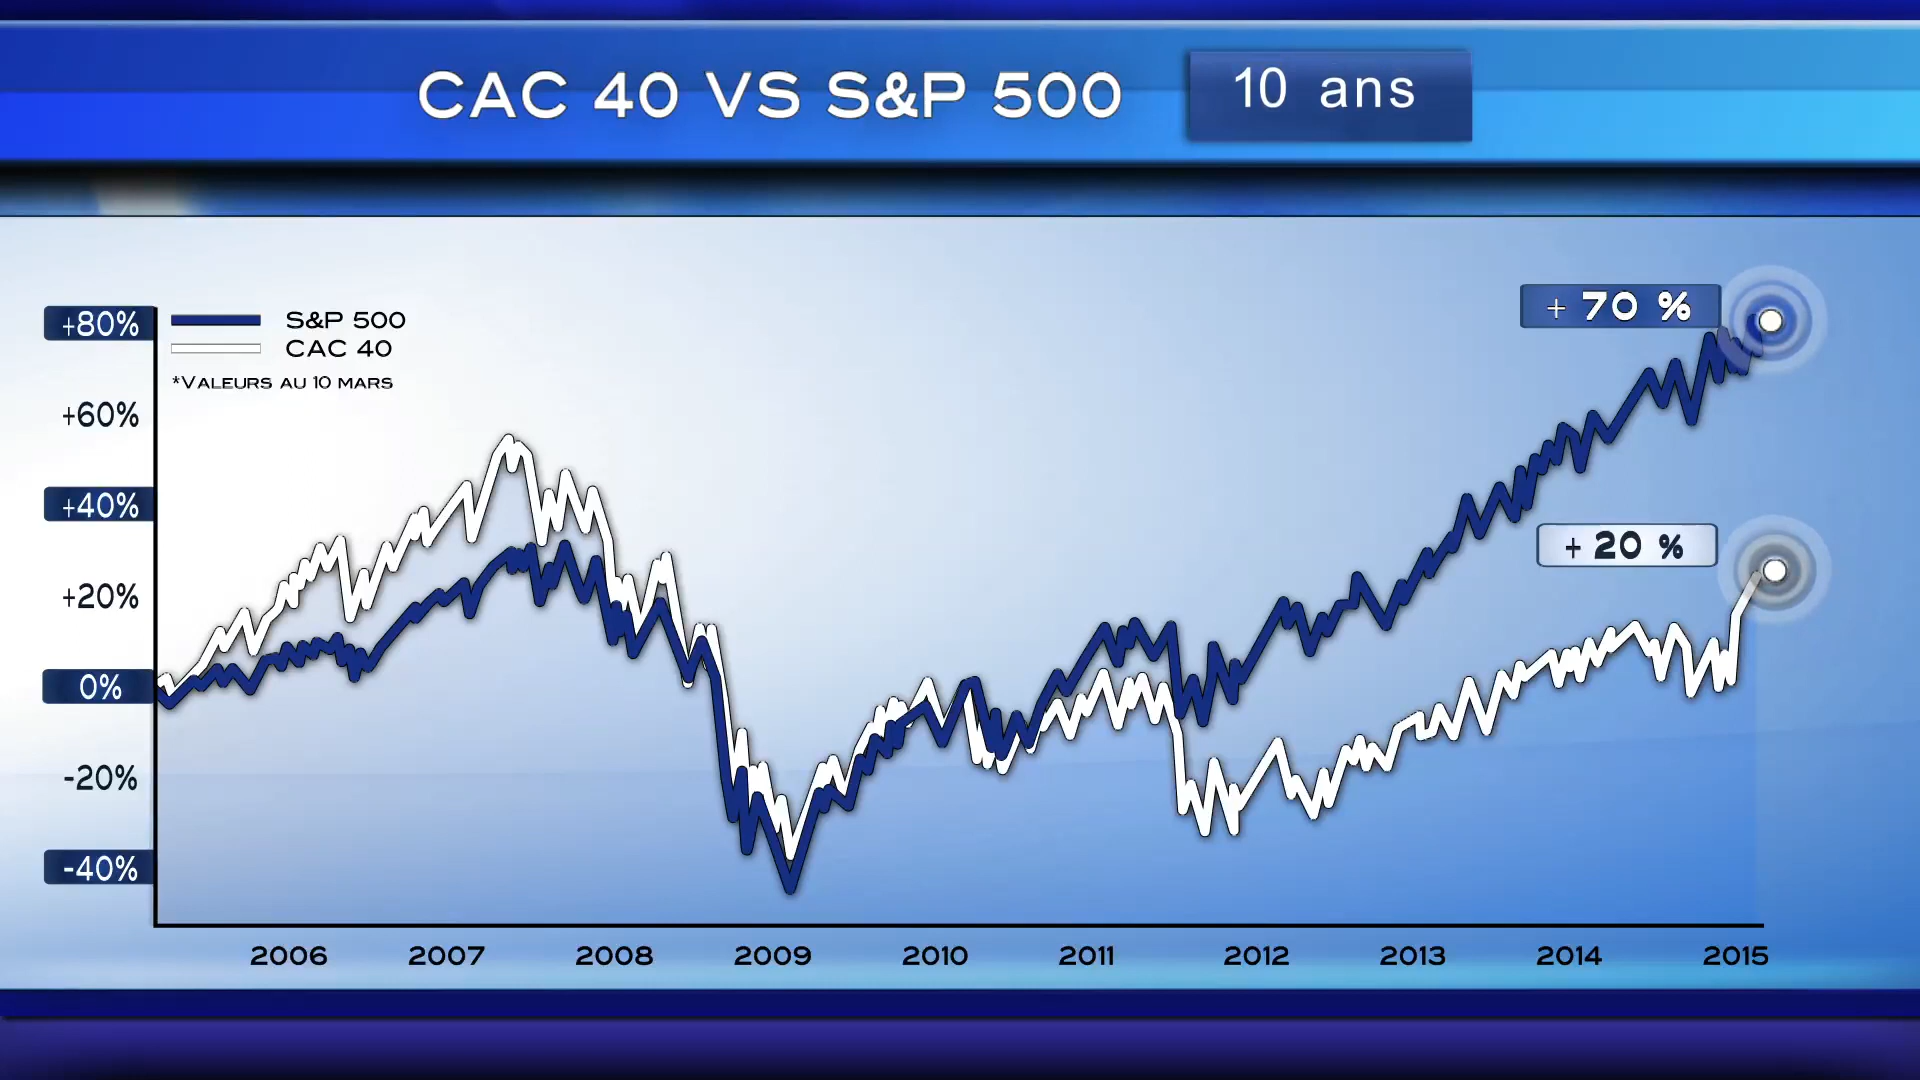 CAC 40 VS S&P 500
10 ans
+80%
+60%
+40%
+20%
0%
-20%
-40%
S&P 500
CAC 40
*VALEURS AU 10 MARS
+ 70 %
+ 20 %
2006 2007 2008 2009 2010 2011 2012 2013 2014 2015